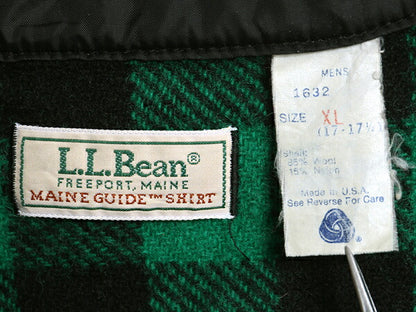 L.L.Bean®
FREEPORT, MAINE
MAINE GUIDE™ SHIRT
MENS
1632
SIZE XL
(17-17½)
Shell:
85% Wool
15% Nylon
Made in U.S.A.
See Reverse For Care
®